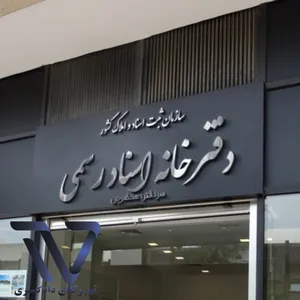 سازمان ثبت اسناد و املاک کشور
دفترخانه اسناد رسمی